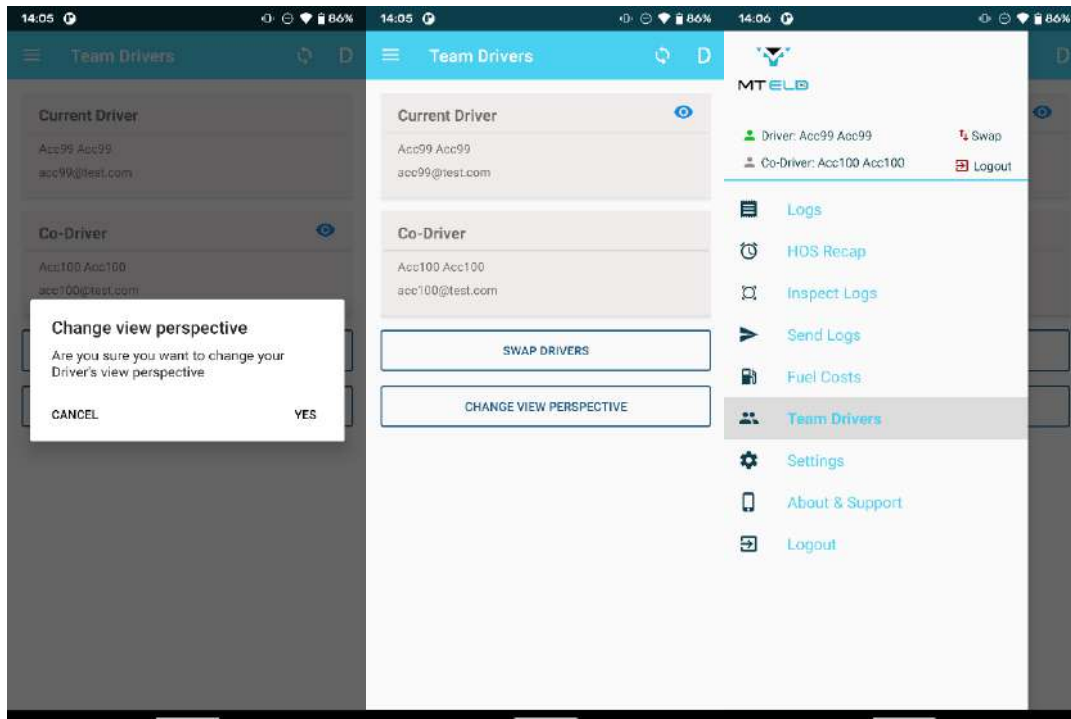 14:05
86%
Team Drivers
D
Current Driver
Acc99 Acc99
acc99@test.com
Co-Driver
Acc100 Acc100
acc100@test.com
Change view perspective
Are you sure you want to change your
Driver's view perspective
CANCEL
YES
14:05
86%
Team Drivers
D
Current Driver
Acc99 Acc99
acc99@test.com
Co-Driver
Acc100 Acc100
acc100@test.com
SWAP DRIVERS
CHANGE VIEW PERSPECTIVE
14:06
86%
D
MT ELD
Driver: Acc99 Acc99
Swap
Co-Driver: Acc100 Acc100
Logout
Logs
HOS Recap
Inspect Logs
Send Logs
Fuel Costs
Team Drivers
Settings
About & Support
Logout